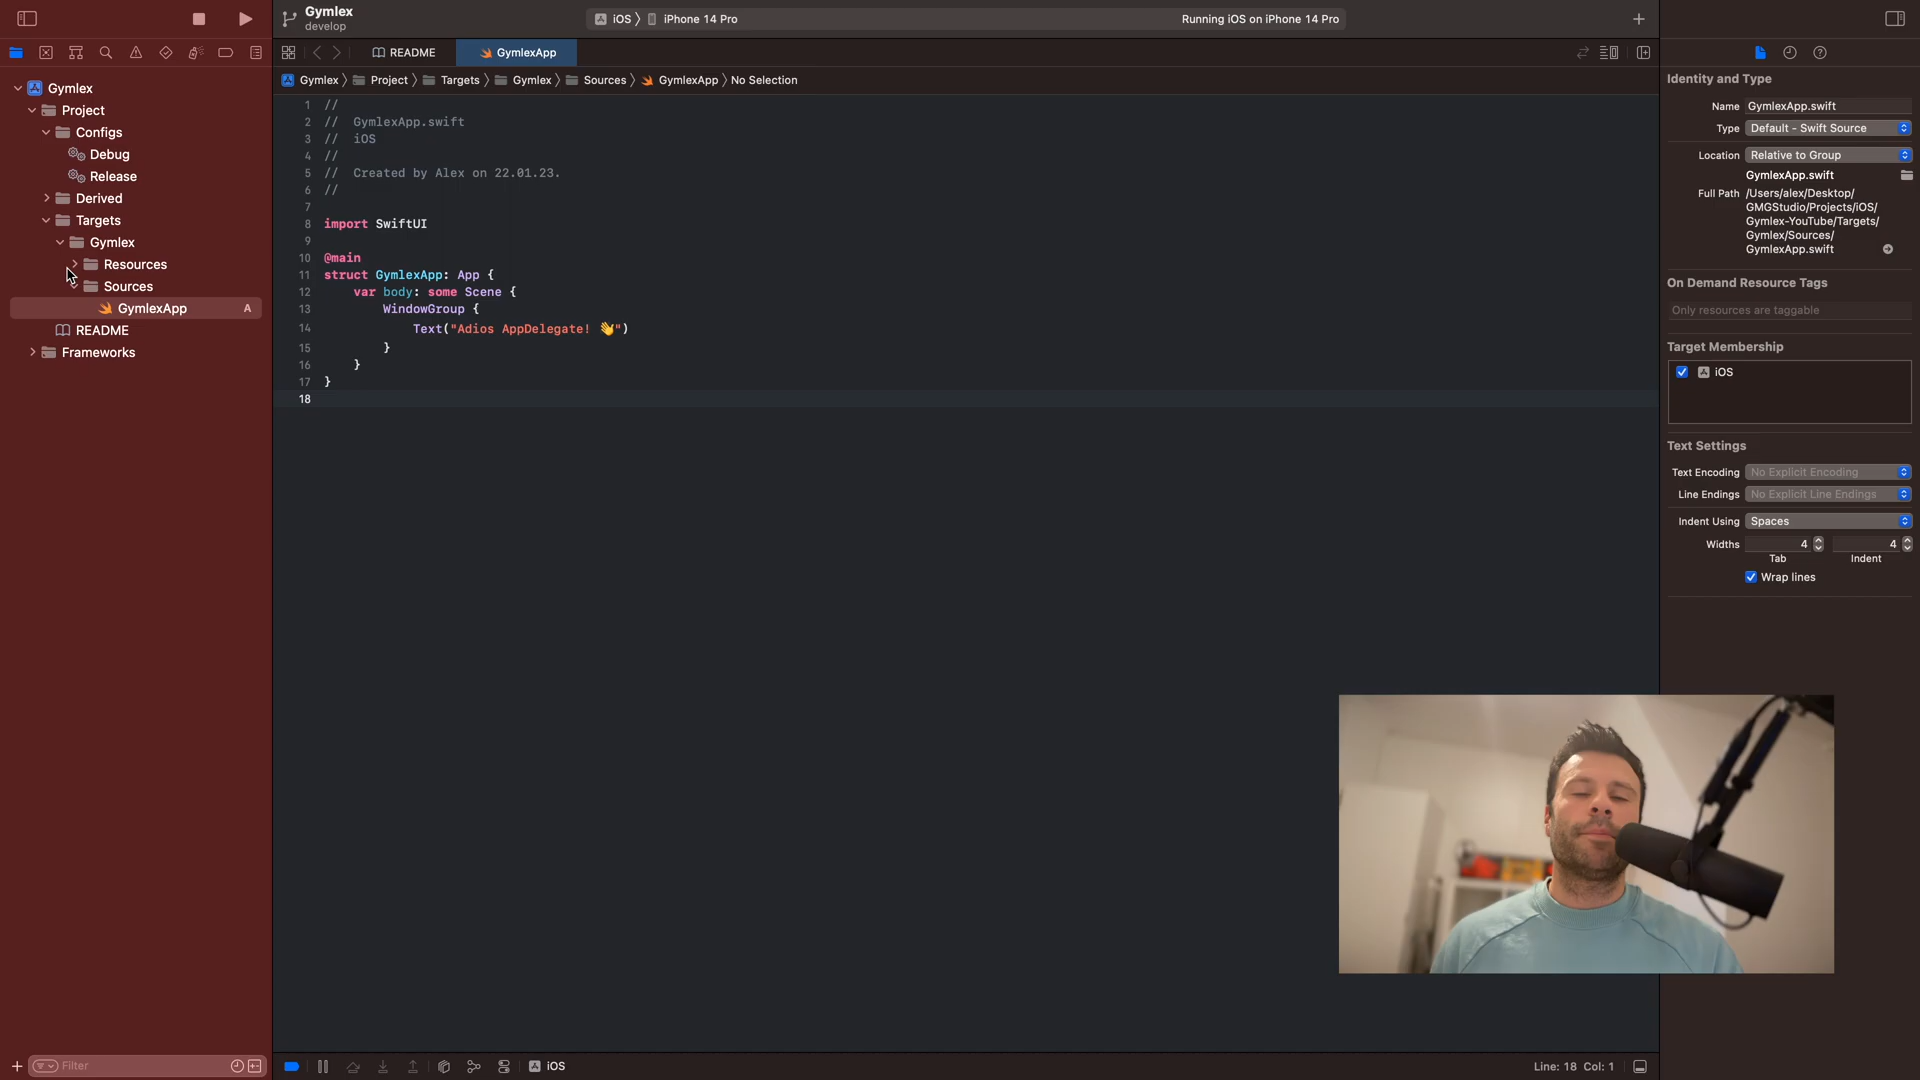 Gymlex
develop
iOS
iPhone 14 Pro
Running iOS on iPhone 14 Pro
README
GymlexApp
Gymlex
Project
Targets
Gymlex
Sources
GymlexApp
No Selection
Gymlex
Project
Configs
Debug
Release
Derived
Targets
Gymlex
Resources
Sources
GymlexApp A
README
Frameworks
Filter
1 //
2 // GymlexApp.swift
3 // iOS
4 //
5 // Created by Alex on 22.01.23.
6 //
7
8 import SwiftUI
9
10 @main
11 struct GymlexApp: App {
12 var body: some Scene {
13 WindowGroup {
14 Text("Adios AppDelegate! 👋")
15 }
16 }
17 }
18
iOS
Line: 18 Col: 1
Identity and Type
Name GymlexApp.swift
Type Default - Swift Source
Location Relative to Group
GymlexApp.swift
Full Path /Users/alex/Desktop/
GMGStudio/Projects/iOS/
Gymlex-YouTube/Targets/
Gymlex/Sources/
GymlexApp.swift
On Demand Resource Tags
Only resources are taggable
Target Membership
iOS
Text Settings
Text Encoding No Explicit Encoding
Line Endings No Explicit Line Endings
Indent Using Spaces
Widths 4 4
Tab Indent
Wrap lines